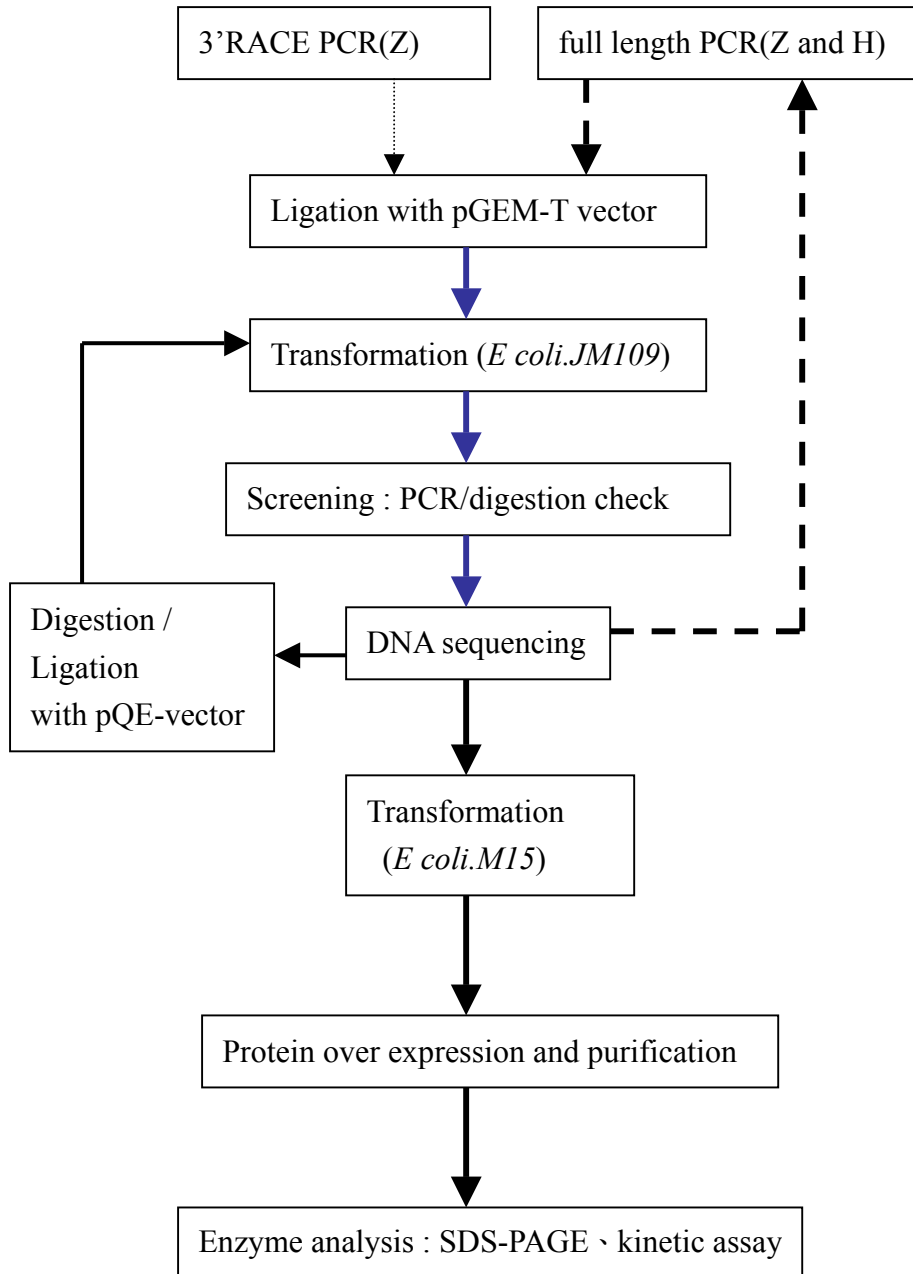 3’RACE PCR(Z)
full length PCR(Z and H)
Ligation with pGEM-T vector
Transformation (E coli.JM109)
Screening : PCR/digestion check
Digestion /
Ligation
with pQE-vector
DNA sequencing
Transformation
(E coli.M15)
Protein over expression and purification
Enzyme analysis : SDS-PAGE、kinetic assay